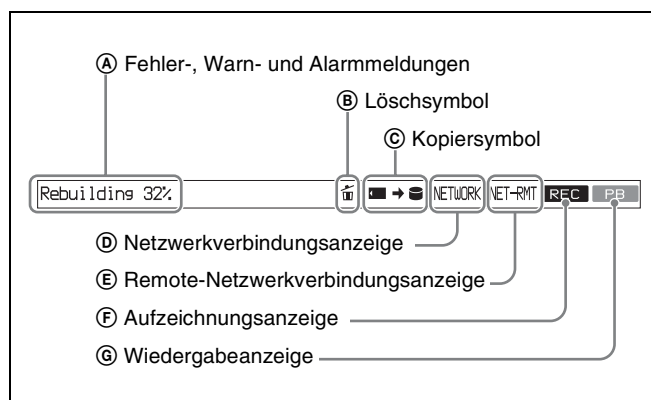 Ⓐ Fehler-, Warn- und Alarmmeldungen
Ⓑ Löschsymbol
Ⓒ Kopiersymbol
Rebuilding 32% NETWORK NET-RMT REC PB
Ⓓ Netzwerkverbindungsanzeige
Ⓔ Remote-Netzwerkverbindungsanzeige
Ⓕ Aufzeichnungsanzeige
Ⓖ Wiedergabeanzeige